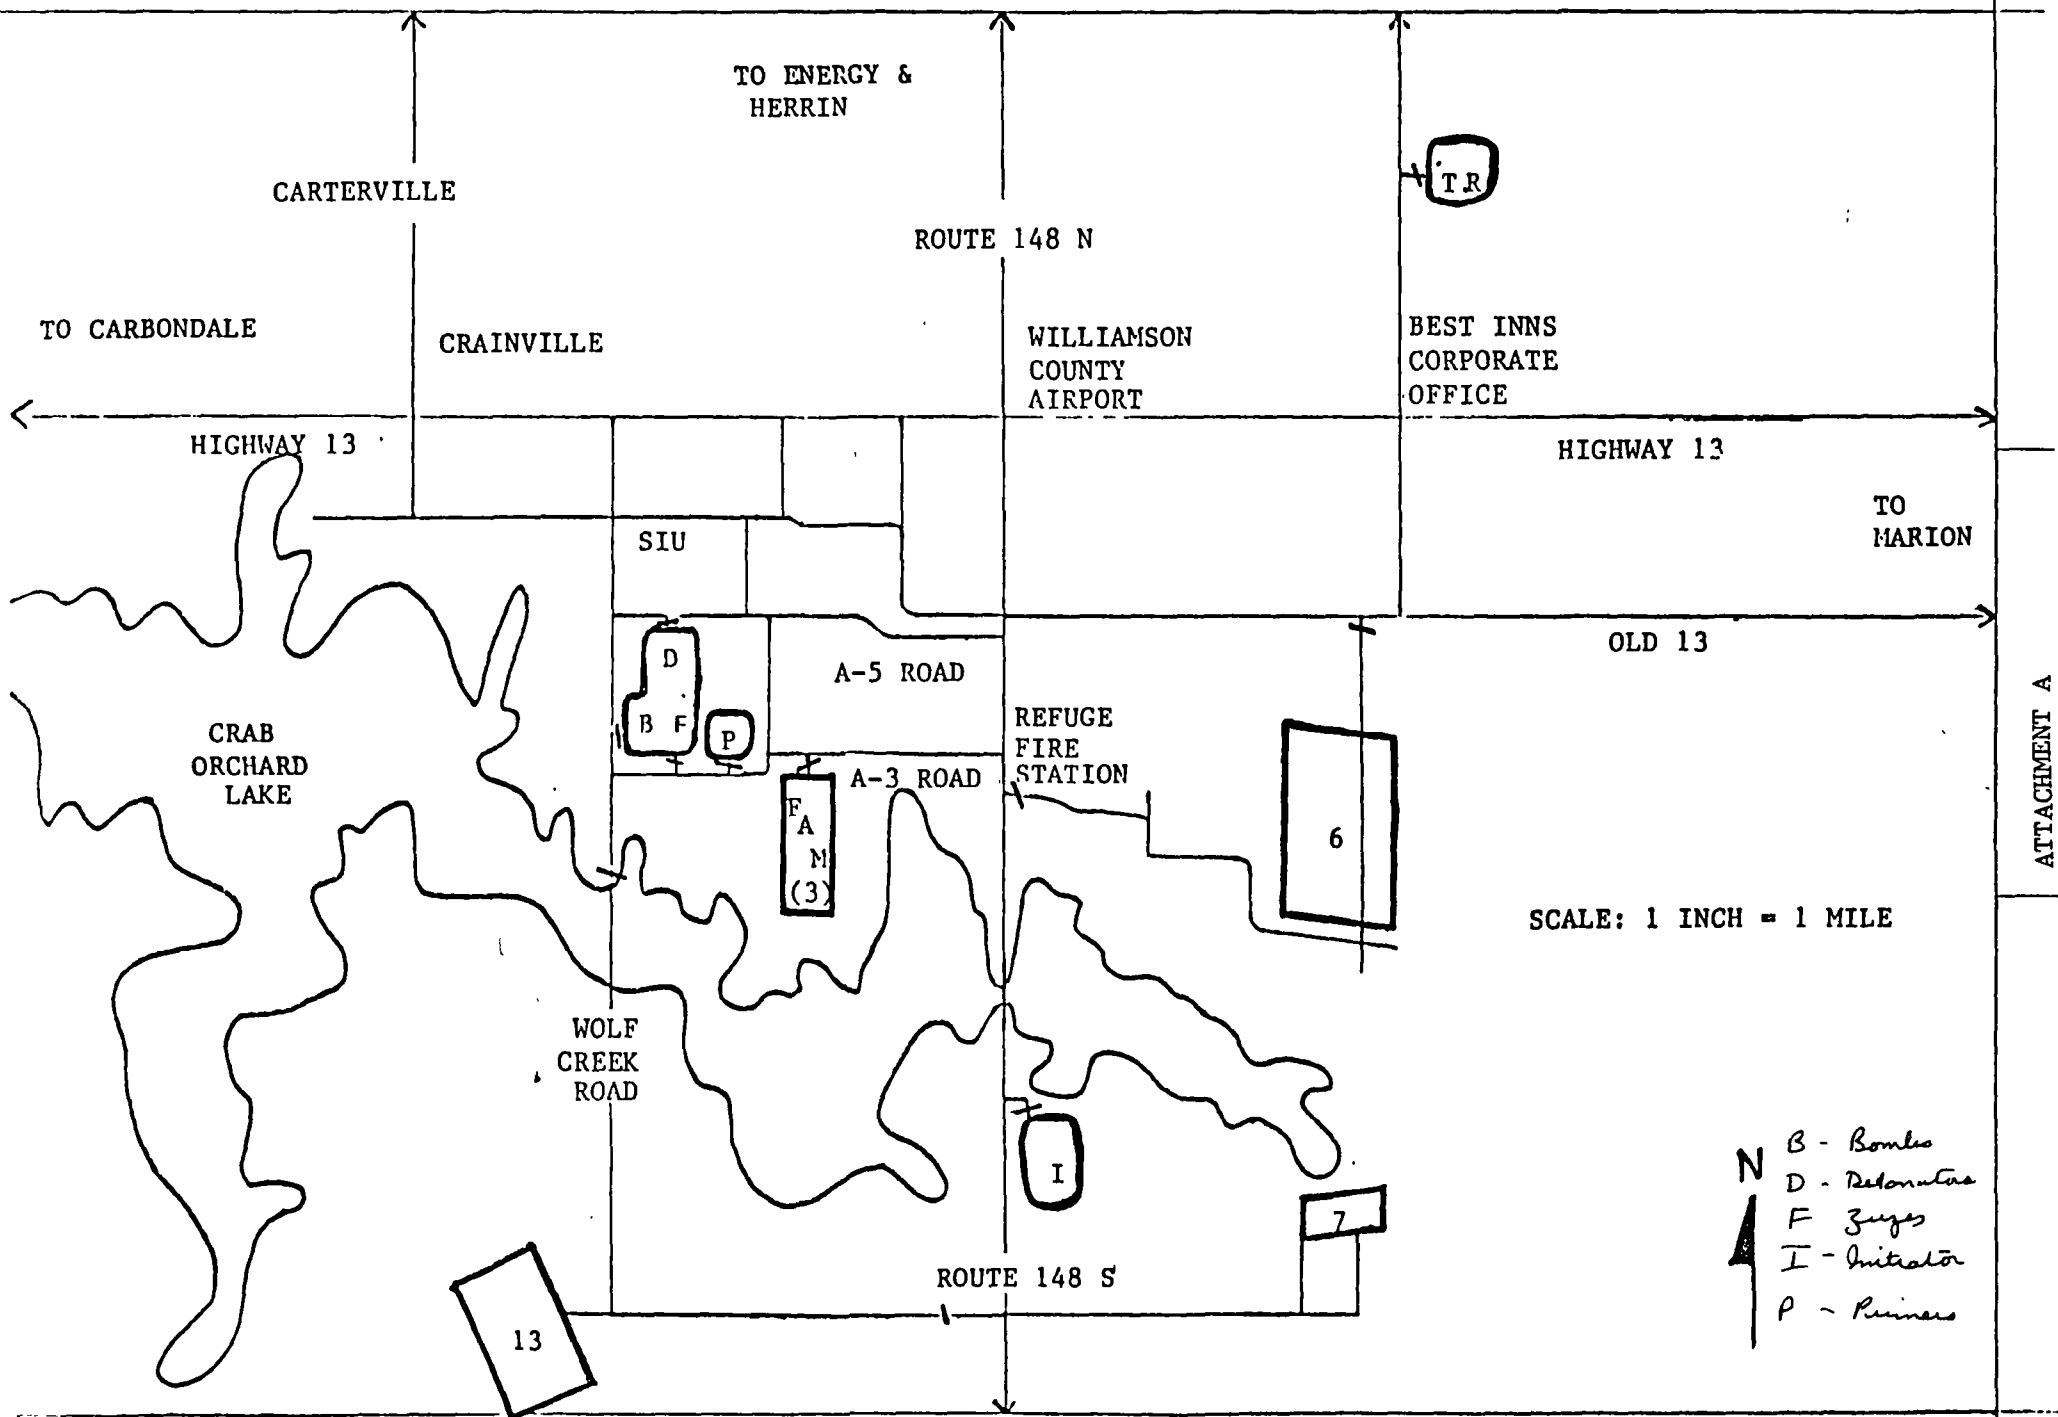 TO ENERGY &
HERRIN
T.R
CARTERVILLE
ROUTE 148 N
TO CARBONDALE
CRAINVILLE
WILLIAMSON
COUNTY
AIRPORT
BEST INNS
CORPORATE
OFFICE
HIGHWAY 13
HIGHWAY 13
TO
MARION
SIU
OLD 13
D
A-5 ROAD
B F
P
REFUGE
FIRE
STATION
CRAB
ORCHARD
LAKE
A-3 ROAD
F
A
M
(3)
6
ATTACHMENT A
SCALE: 1 INCH = 1 MILE
WOLF
CREEK
ROAD
I
7
ROUTE 148 S
13
N
B - Bombs
D - Detonators
F Fuzes
I - Initiator
P - Primers